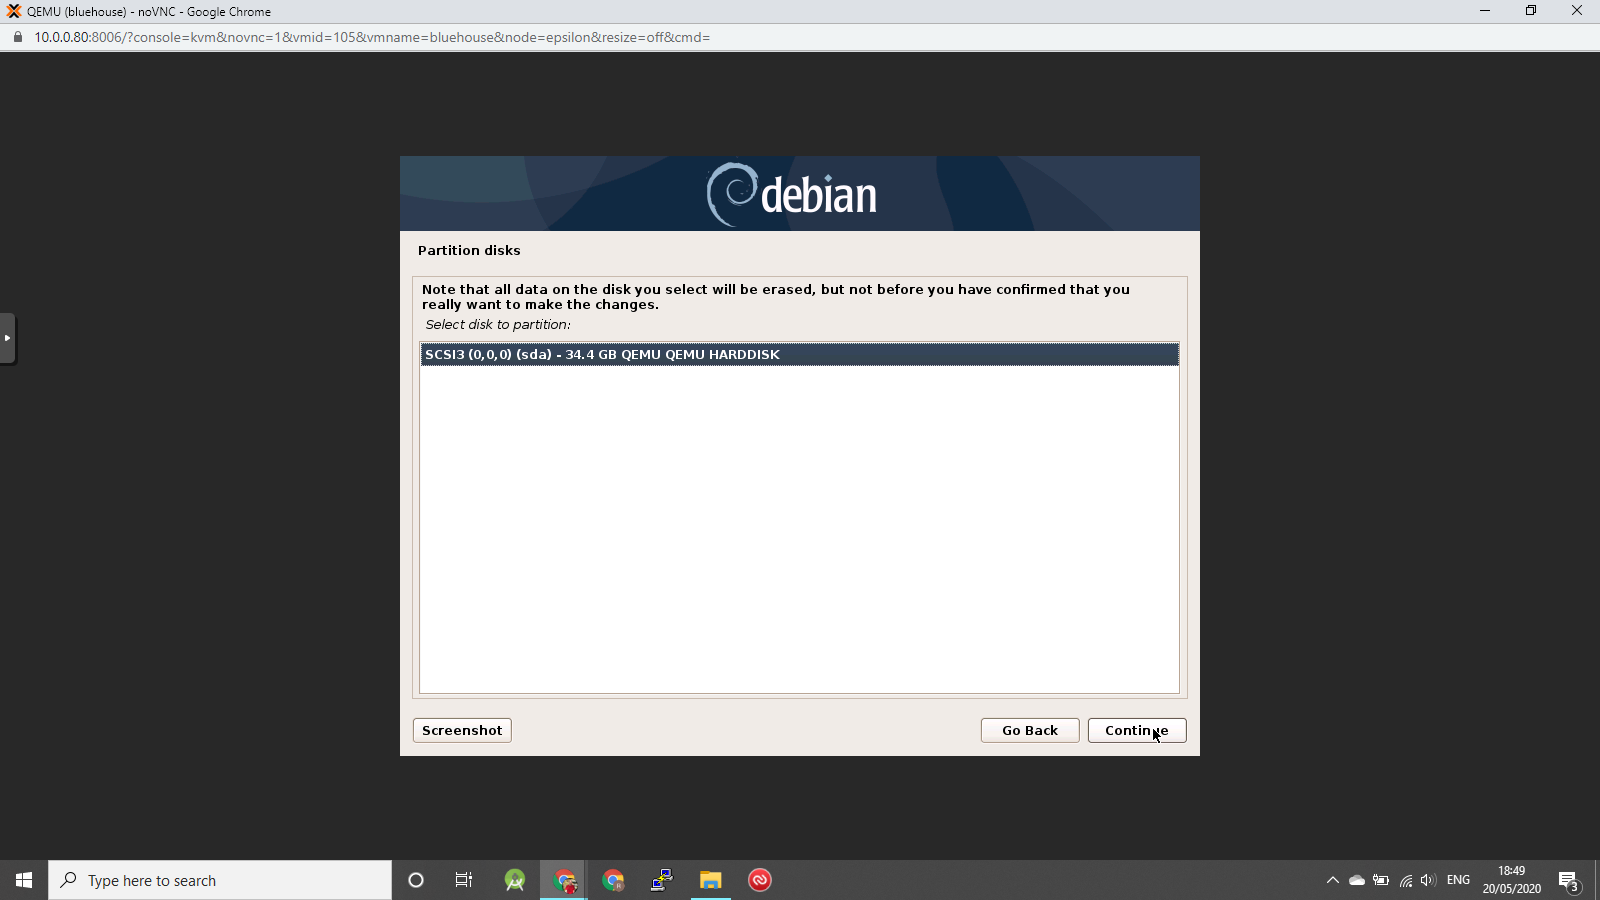 QEMU (bluehouse) - noVNC - Google Chrome
10.0.0.80:8006/?console=kvm&novnc=1&vmid=105&vmname=bluehouse&node=epsilon&resize=off&cmd=
debian
Partition disks
Note that all data on the disk you select will be erased, but not before you have confirmed that you
really want to make the changes.
Select disk to partition:
SCSI3 (0,0,0) (sda) - 34.4 GB QEMU QEMU HARDDISK
Screenshot
Go Back
Continue
Type here to search
ENG
18:49
20/05/2020
3